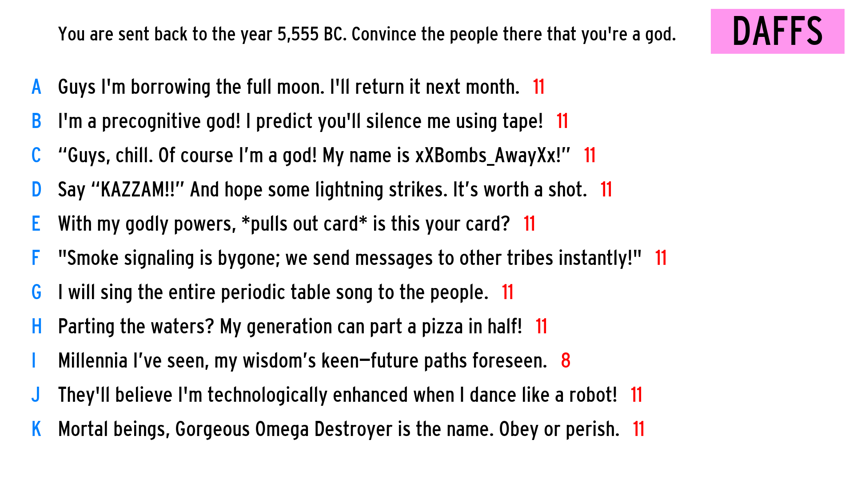 You are sent back to the year 5,555 BC. Convince the people there that you're a god.
DAFFS
A Guys I'm borrowing the full moon. I'll return it next month. 11
B I'm a precognitive god! I predict you'll silence me using tape! 11
C “Guys, chill. Of course I’m a god! My name is xXBombs_AwayXx!” 11
D Say “KAZZAM!!” And hope some lightning strikes. It’s worth a shot. 11
E With my godly powers, *pulls out card* is this your card? 11
F "Smoke signaling is bygone; we send messages to other tribes instantly!" 11
G I will sing the entire periodic table song to the people. 11
H Parting the waters? My generation can part a pizza in half! 11
I Millennia I’ve seen, my wisdom’s keen—future paths foreseen. 8
J They'll believe I'm technologically enhanced when I dance like a robot! 11
K Mortal beings, Gorgeous Omega Destroyer is the name. Obey or perish. 11